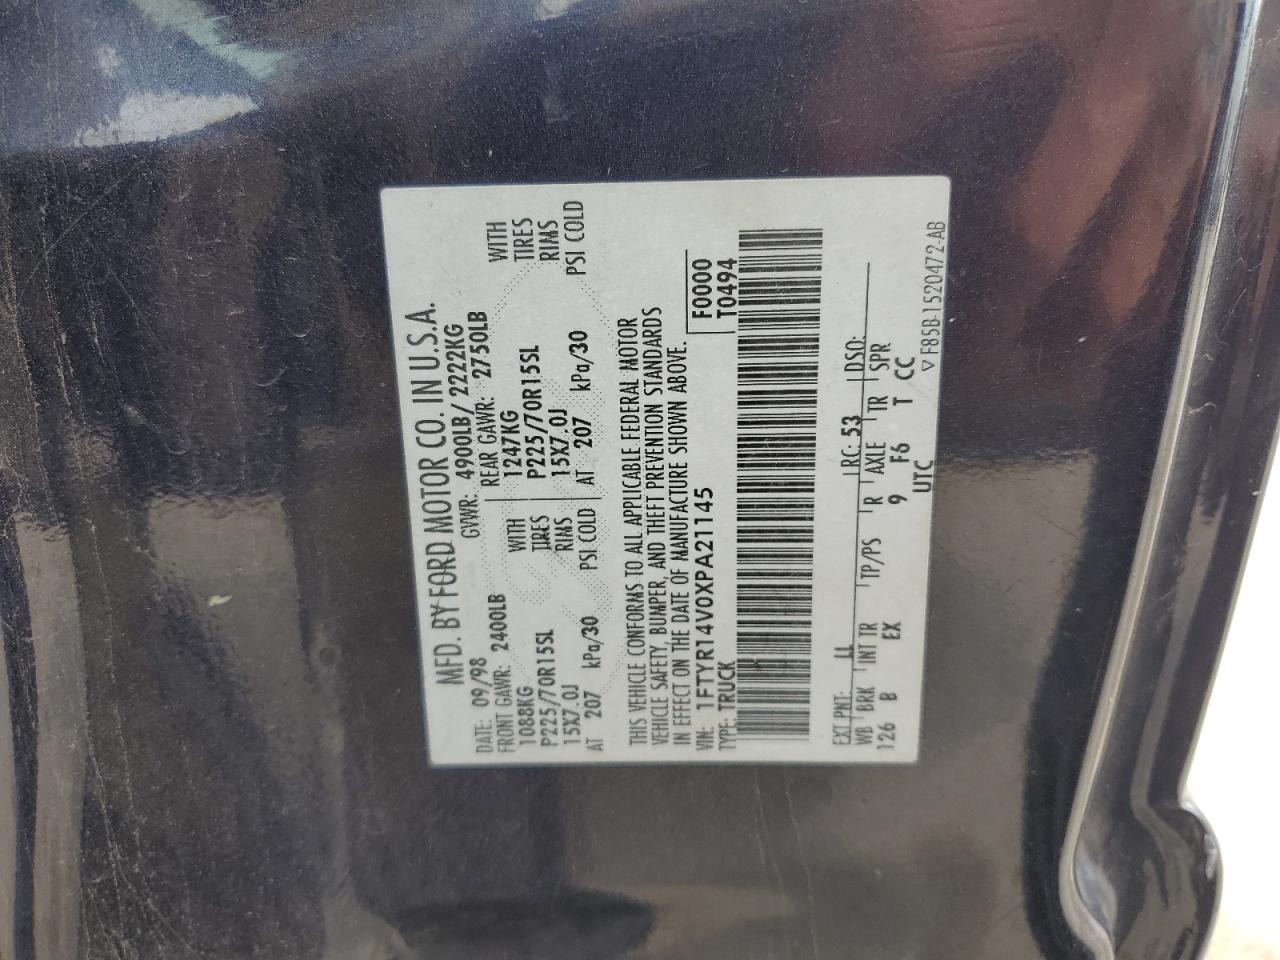 MFD. BY FORD MOTOR CO. IN U.S.A.
DATE: 09/98 GVWR: 4900LB/ 2222KG
FRONT GAWR: 2400LB REAR GAWR: 2750LB
1088KG WITH 1247KG WITH
P225/70R15SL TIRES P225/70R15SL TIRES
15X7.0J RIMS 15X7.0J RIMS
AT 207 kPa/30 PSI COLD AT 207 kPa/30 PSI COLD
THIS VEHICLE CONFORMS TO ALL APPLICABLE FEDERAL MOTOR
VEHICLE SAFETY, BUMPER, AND THEFT PREVENTION STANDARDS
IN EFFECT ON THE DATE OF MANUFACTURE SHOWN ABOVE.
VIN: 1FTYR14V0XPA21145 F0000
TYPE: TRUCK T0494
EXT PNT: LL RC: 53 DSO:
WB BRK INT TR TP/PS R AXLE TR SPR
126 B EX 9 F6 T CC
UTC
▽ F85B-1520472-AB